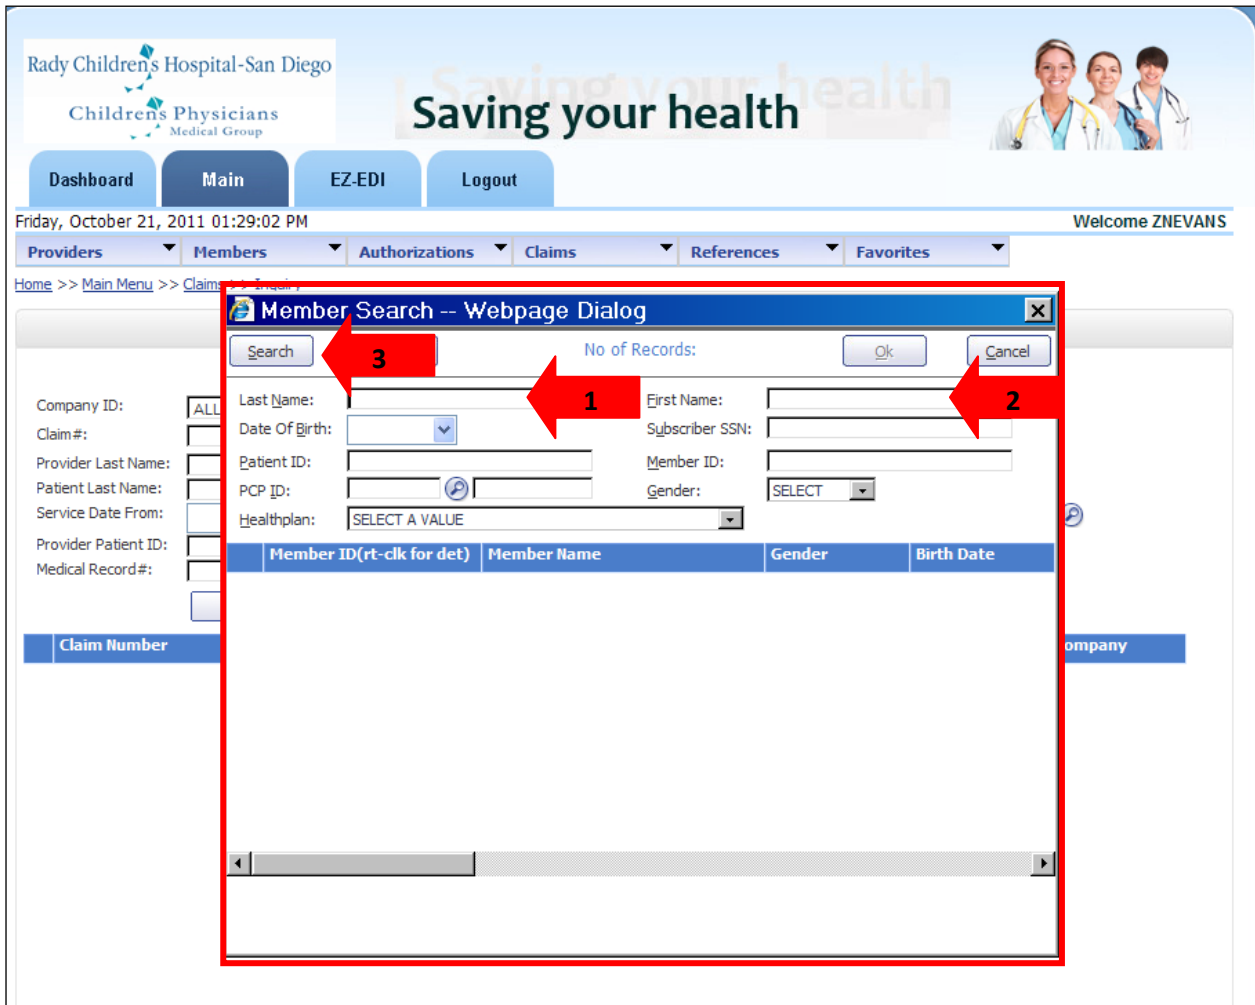 Rady Children's Hospital-San Diego
Children's Physicians
Medical Group
Saving your health
Saving your health
Dashboard Main EZ-EDI Logout
Friday, October 21, 2011 01:29:02 PM Welcome ZNEVANS
Providers Members Authorizations Claims References Favorites
Home >> Main Menu >> Claims >> Inquiry
Member Search -- Webpage Dialog
Search 3 No of Records: Ok Cancel
Last Name: 1 First Name: 2
Date Of Birth: Subscriber SSN:
Patient ID: Member ID:
PCP ID: Gender: SELECT
Healthplan: SELECT A VALUE
Member ID(rt-clk for det) Member Name Gender Birth Date
Company ID: ALL
Claim#:
Provider Last Name:
Patient Last Name:
Service Date From:
Provider Patient ID:
Medical Record#:
Claim Number ompany